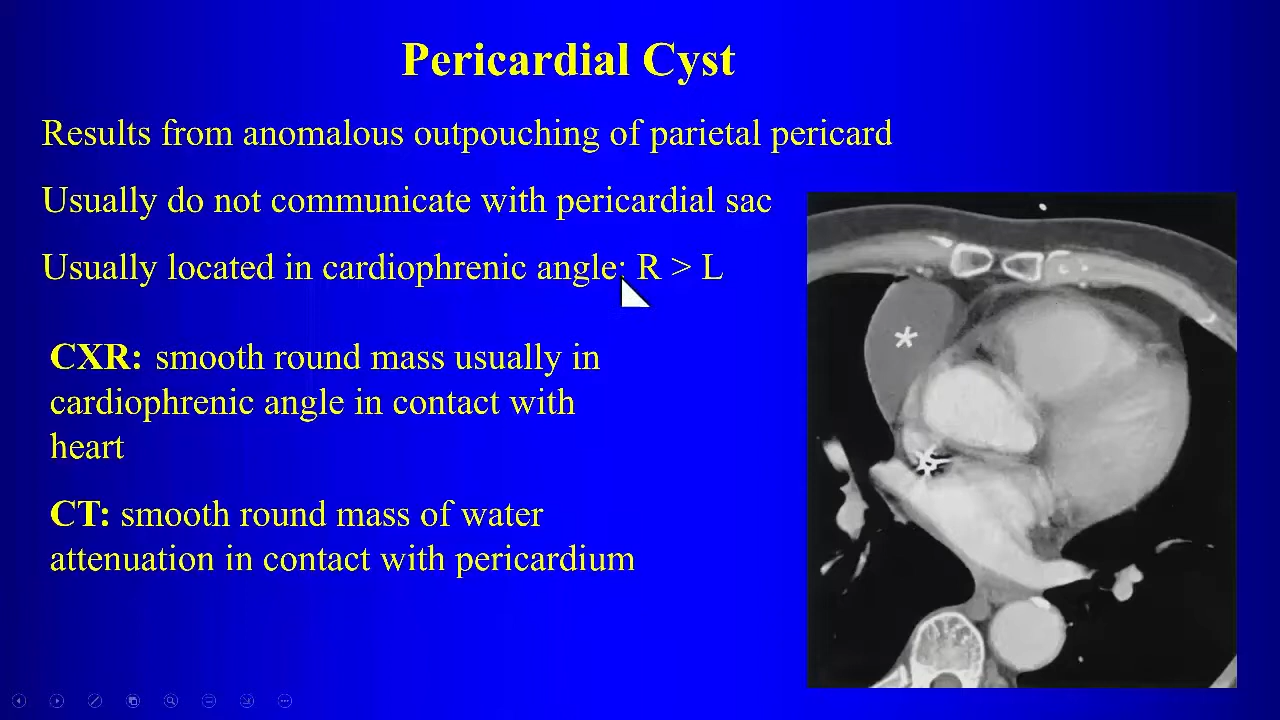 Pericardial Cyst
Results from anomalous outpouching of parietal pericard
Usually do not communicate with pericardial sac
Usually located in cardiophrenic angle: R > L
CXR: smooth round mass usually in
cardiophrenic angle in contact with
heart
CT: smooth round mass of water
attenuation in contact with pericardium
*